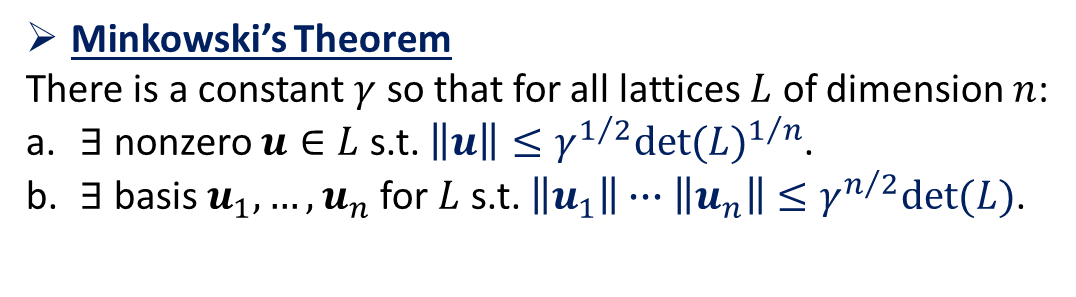 ➤ Minkowski's Theorem
There is a constant γ so that for all lattices L of dimension n:
a. ∃ nonzero u ∈ L s.t. ‖u‖ ≤ γ^{1/2}det(L)^{1/n}.
b. ∃ basis u₁, …, uₙ for L s.t. ‖u₁‖ ⋯ ‖uₙ‖ ≤ γ^{n/2}det(L).